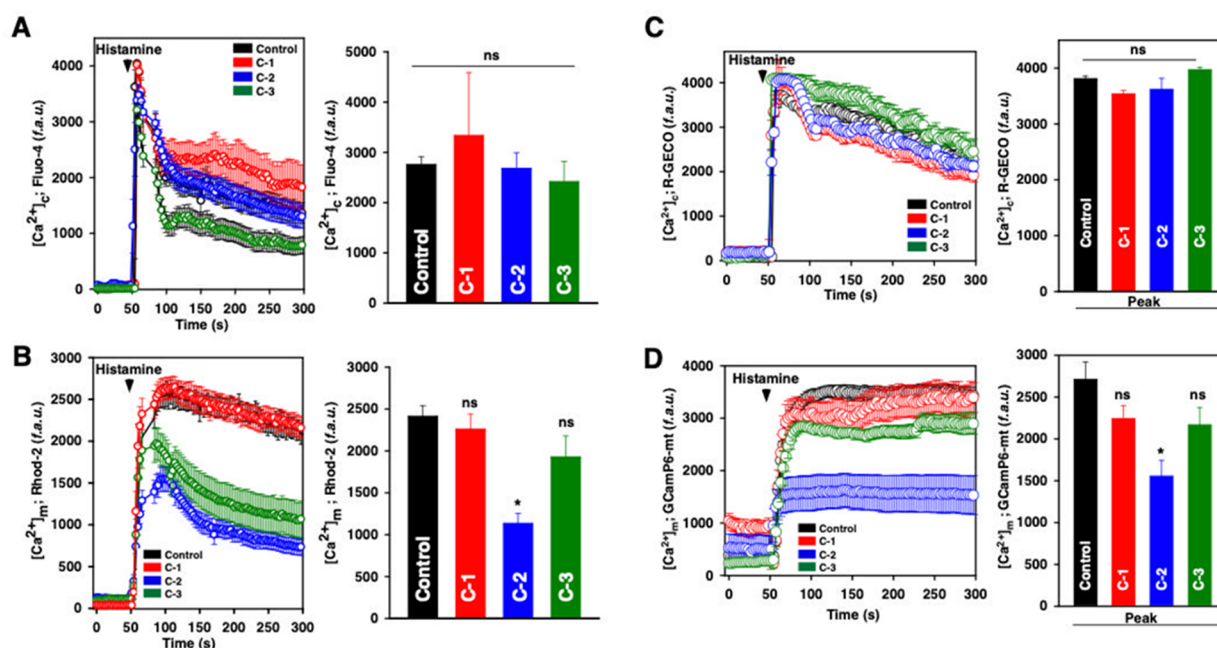 A
Histamine
Control
C-1
C-2
C-3
[Ca2+]c; Fluo-4 (f.a.u.)
4000
3000
2000
1000
0
0 50 100 150 200 250 300
Time (s)
[Ca2+]c; Fluo-4 (f.a.u.)
5000
4000
3000
2000
1000
0
ns
Control C-1 C-2 C-3
B
Histamine
[Ca2+]m; Rhod-2 (f.a.u.)
3000
2500
2000
1500
1000
500
0
Control
C-1
C-2
C-3
0 50 100 150 200 250 300
Time (s)
[Ca2+]m; Rhod-2 (f.a.u.)
3000
2500
2000
1500
1000
500
0
ns
*
ns
Control C-1 C-2 C-3
C
Histamine
[Ca2+]c; R-GECO (f.a.u.)
5000
4000
3000
2000
1000
0
Control
C-1
C-2
C-3
0 50 100 150 200 250 300
Time (s)
[Ca2+]c; R-GECO (f.a.u.)
4000
3000
2000
1000
0
ns
Control C-1 C-2 C-3
Peak
D
Histamine
[Ca2+]m; GCamP6-mt (f.a.u.)
4000
3000
2000
1000
0
Control
C-1
C-2
C-3
0 50 100 150 200 250 300
Time (s)
[Ca2+]m; GCamP6-mt (f.a.u.)
3000
2500
2000
1500
1000
500
0
ns
*
ns
Control C-1 C-2 C-3
Peak